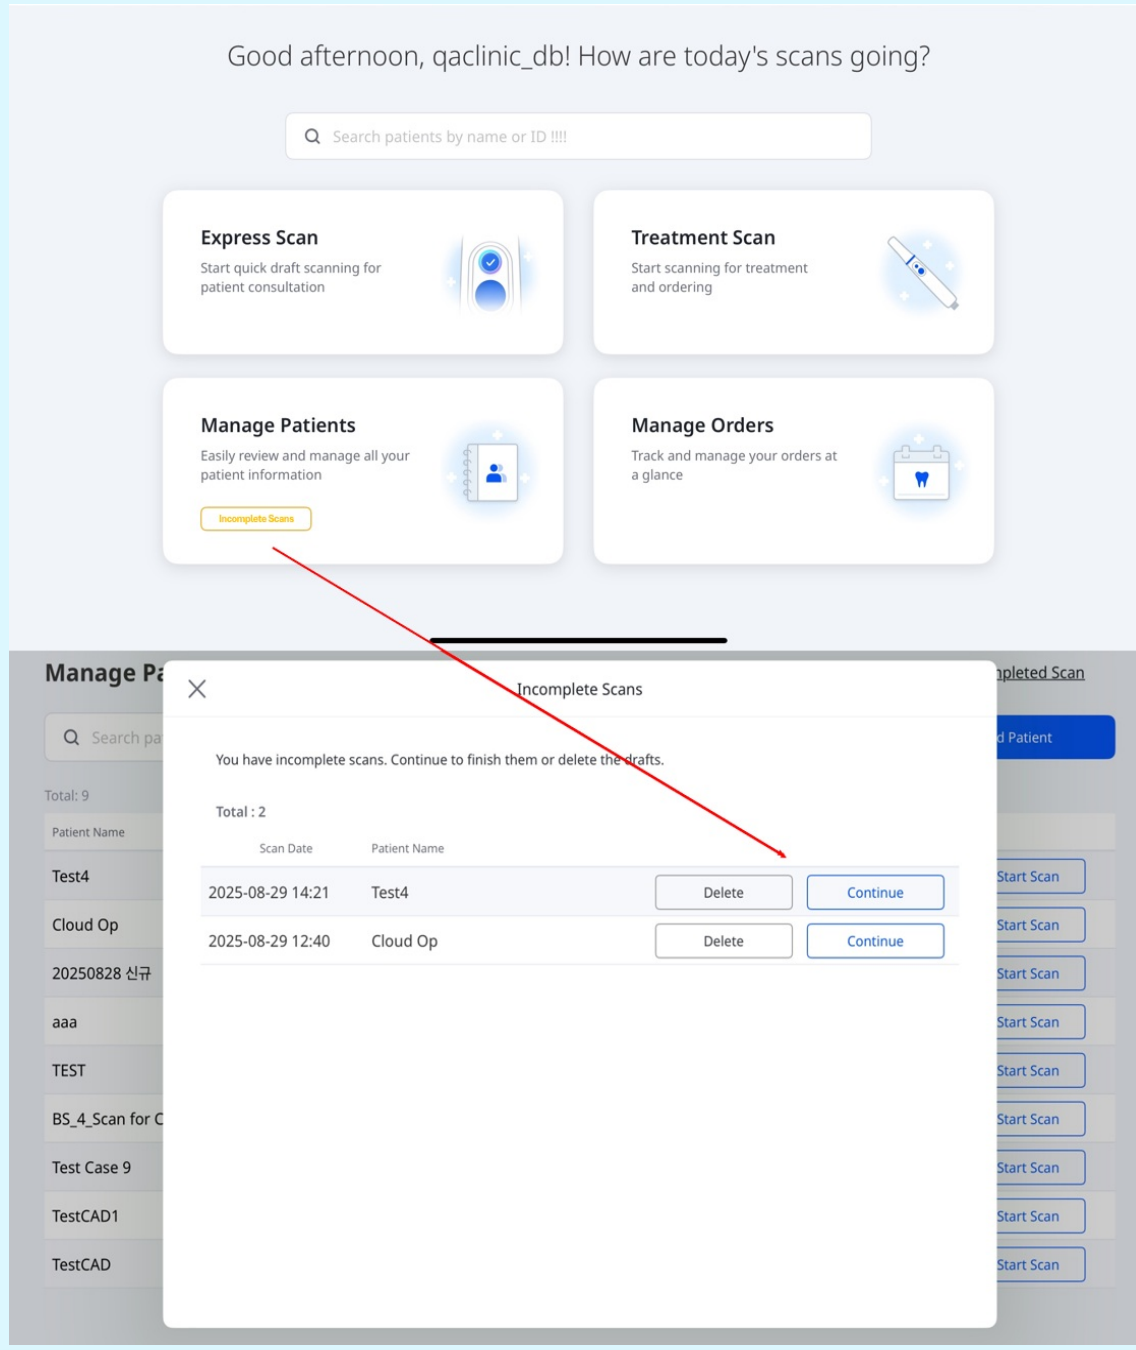 Good afternoon, qaclinic_db! How are today's scans going?
Search patients by name or ID !!!!
Express Scan
Start quick draft scanning for
patient consultation
Treatment Scan
Start scanning for treatment
and ordering
Manage Patients
Easily review and manage all your
patient information
Incomplete Scans
Manage Orders
Track and manage your orders at
a glance
Manage Pa
npleted Scan
Search pa
d Patient
Total: 9
Patient Name
Test4
Start Scan
Cloud Op
Start Scan
20250828 신규
Start Scan
aaa
Start Scan
TEST
Start Scan
BS_4_Scan for C
Start Scan
Test Case 9
Start Scan
TestCAD1
Start Scan
TestCAD
Start Scan
Incomplete Scans
You have incomplete scans. Continue to finish them or delete the drafts.
Total : 2
Scan Date Patient Name
2025-08-29 14:21 Test4 Delete Continue
2025-08-29 12:40 Cloud Op Delete Continue